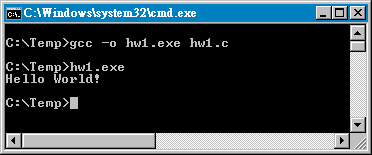 C:\Windows\system32\cmd.exe
C:\Temp>gcc -o hw1.exe hw1.c
C:\Temp>hw1.exe
Hello World!
C:\Temp>